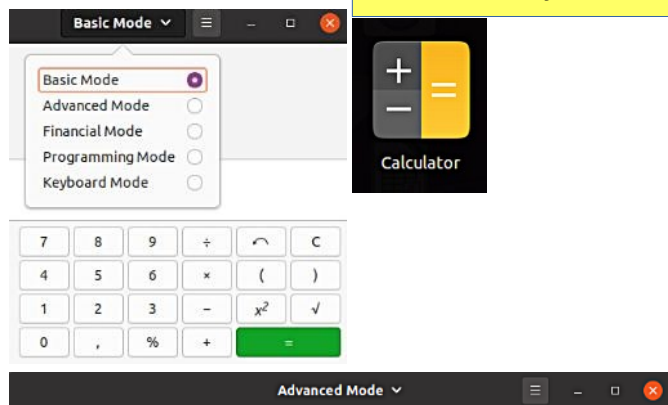 Basic Mode
Basic Mode
Advanced Mode
Financial Mode
Programming Mode
Keyboard Mode
Calculator
7 8 9 ÷ C
4 5 6 × ( )
1 2 3 − x² √
0 , % + =
Advanced Mode